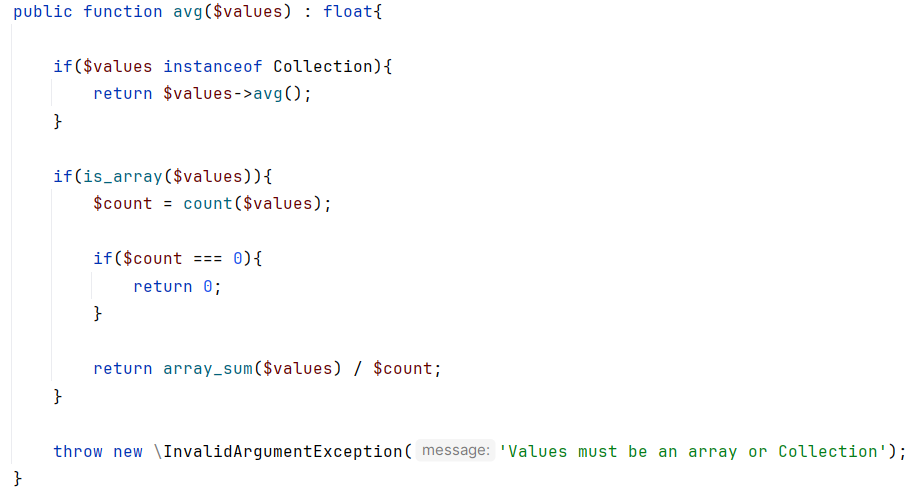 public function avg($values) : float{
if($values instanceof Collection){
return $values->avg();
}
if(is_array($values)){
$count = count($values);
if($count === 0){
return 0;
}
return array_sum($values) / $count;
}
throw new \InvalidArgumentException( message: 'Values must be an array or Collection');
}